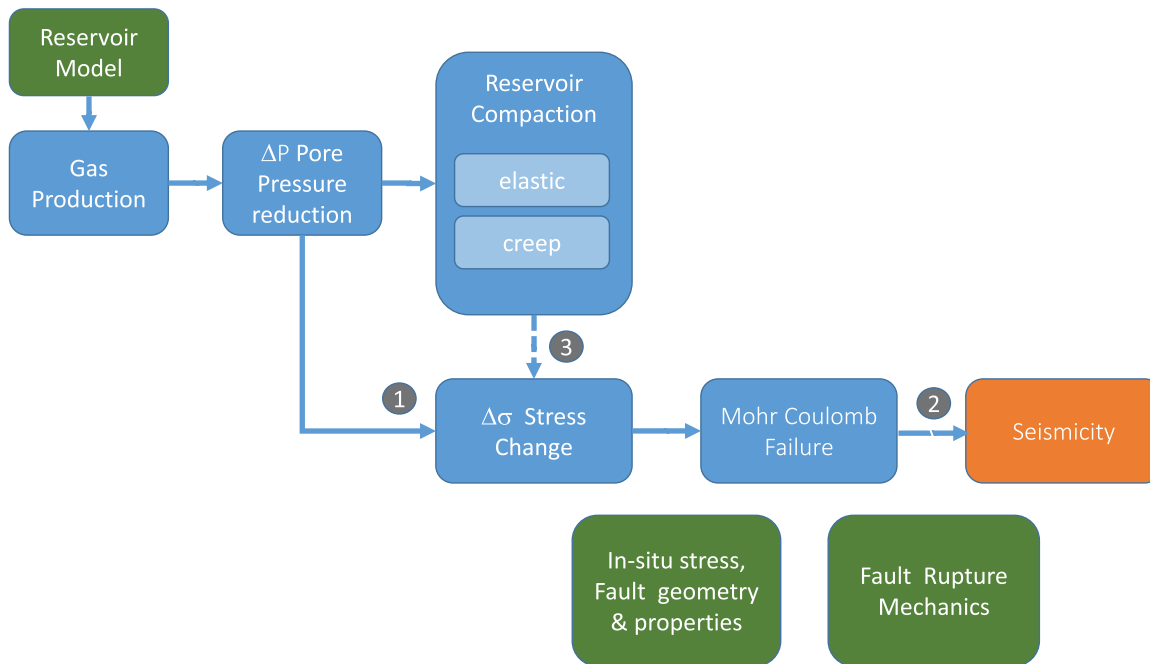 Reservoir
Model
Gas
Production
ΔP Pore
Pressure
reduction
Reservoir
Compaction
elastic
creep
3
1
Δσ Stress
Change
Mohr Coulomb
Failure
2
Seismicity
In-situ stress,
Fault geometry
& properties
Fault Rupture
Mechanics